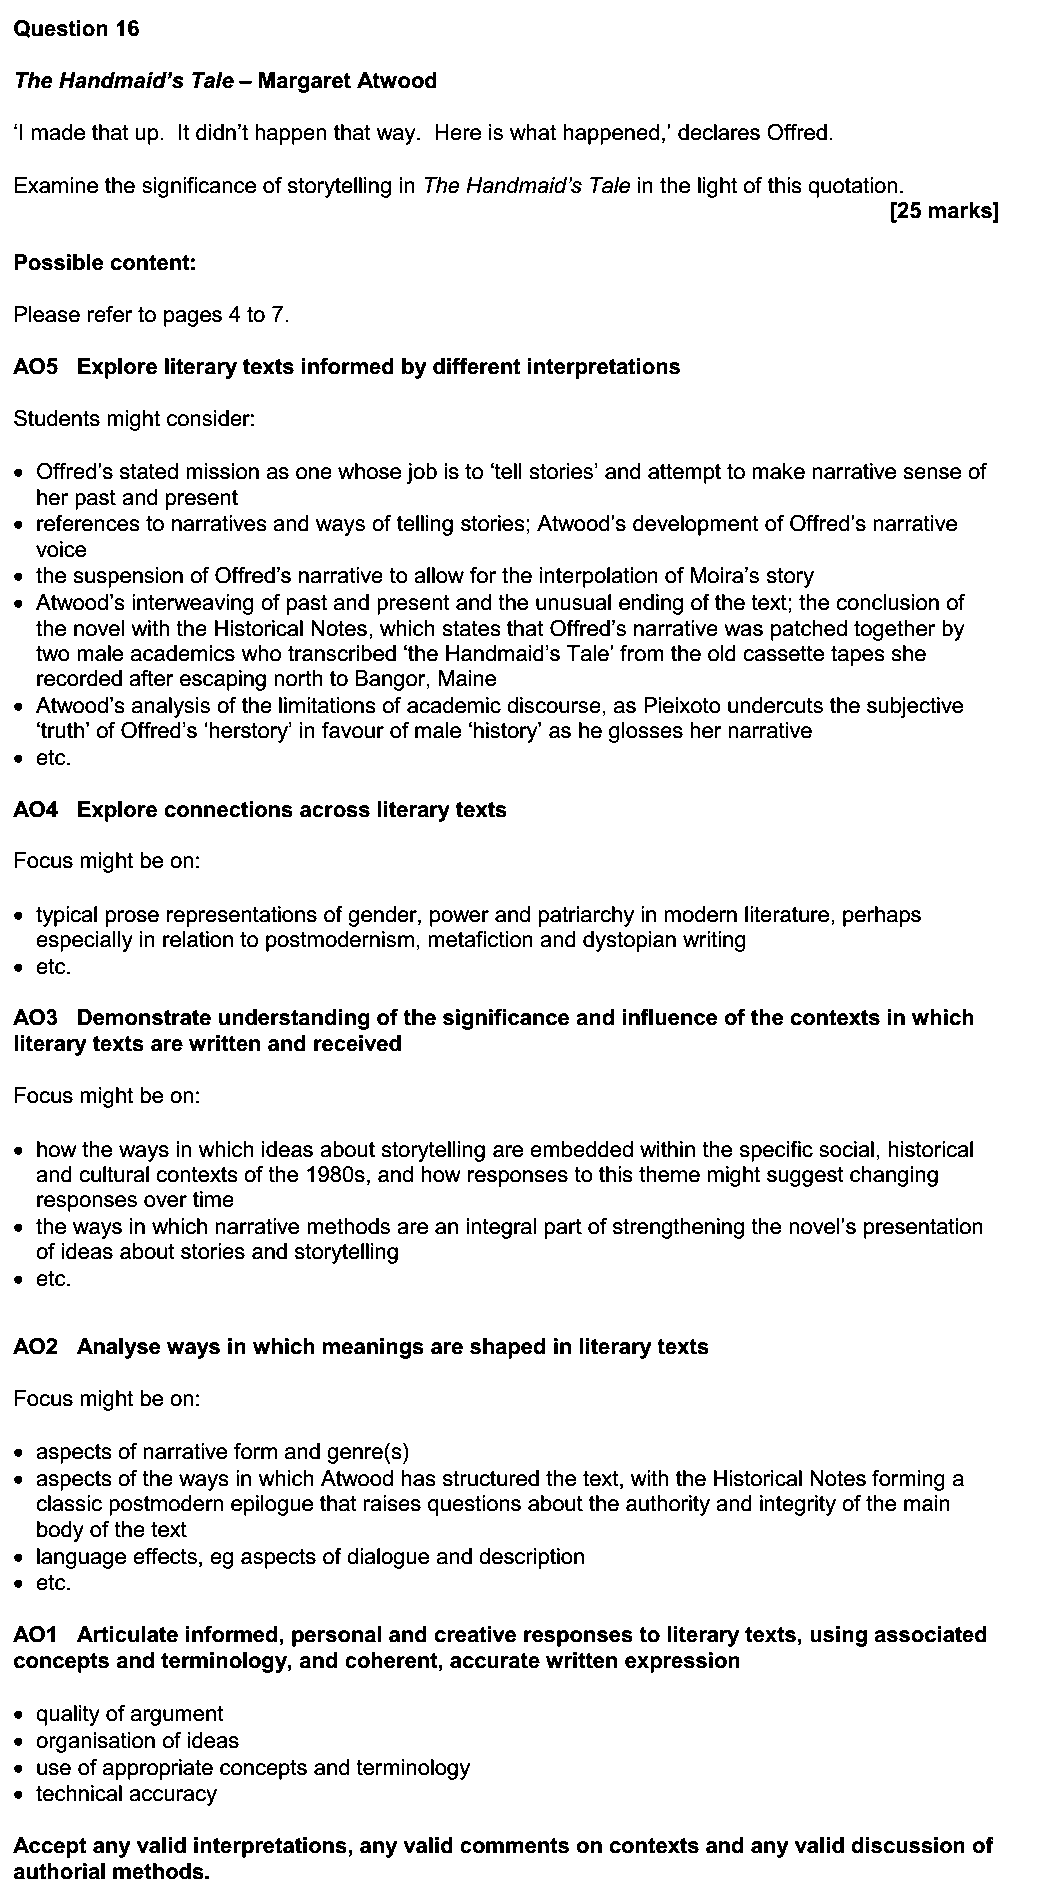 Question 16
The Handmaid's Tale – Margaret Atwood
'I made that up.  It didn't happen that way.  Here is what happened,' declares Offred.
Examine the significance of storytelling in The Handmaid's Tale in the light of this quotation.
[25 marks]
Possible content:
Please refer to pages 4 to 7.
AO5   Explore literary texts informed by different interpretations
Students might consider:
• Offred's stated mission as one whose job is to 'tell stories' and attempt to make narrative sense of
her past and present
• references to narratives and ways of telling stories; Atwood's development of Offred's narrative
voice
• the suspension of Offred's narrative to allow for the interpolation of Moira's story
• Atwood's interweaving of past and present and the unusual ending of the text; the conclusion of
the novel with the Historical Notes, which states that Offred's narrative was patched together by
two male academics who transcribed 'the Handmaid's Tale' from the old cassette tapes she
recorded after escaping north to Bangor, Maine
• Atwood's analysis of the limitations of academic discourse, as Pieixoto undercuts the subjective
'truth' of Offred's 'herstory' in favour of male 'history' as he glosses her narrative
• etc.
AO4   Explore connections across literary texts
Focus might be on:
• typical prose representations of gender, power and patriarchy in modern literature, perhaps
especially in relation to postmodernism, metafiction and dystopian writing
• etc.
AO3   Demonstrate understanding of the significance and influence of the contexts in which
literary texts are written and received
Focus might be on:
• how the ways in which ideas about storytelling are embedded within the specific social, historical
and cultural contexts of the 1980s, and how responses to this theme might suggest changing
responses over time
• the ways in which narrative methods are an integral part of strengthening the novel's presentation
of ideas about stories and storytelling
• etc.
AO2   Analyse ways in which meanings are shaped in literary texts
Focus might be on:
• aspects of narrative form and genre(s)
• aspects of the ways in which Atwood has structured the text, with the Historical Notes forming a
classic postmodern epilogue that raises questions about the authority and integrity of the main
body of the text
• language effects, eg aspects of dialogue and description
• etc.
AO1   Articulate informed, personal and creative responses to literary texts, using associated
concepts and terminology, and coherent, accurate written expression
• quality of argument
• organisation of ideas
• use of appropriate concepts and terminology
• technical accuracy
Accept any valid interpretations, any valid comments on contexts and any valid discussion of
authorial methods.